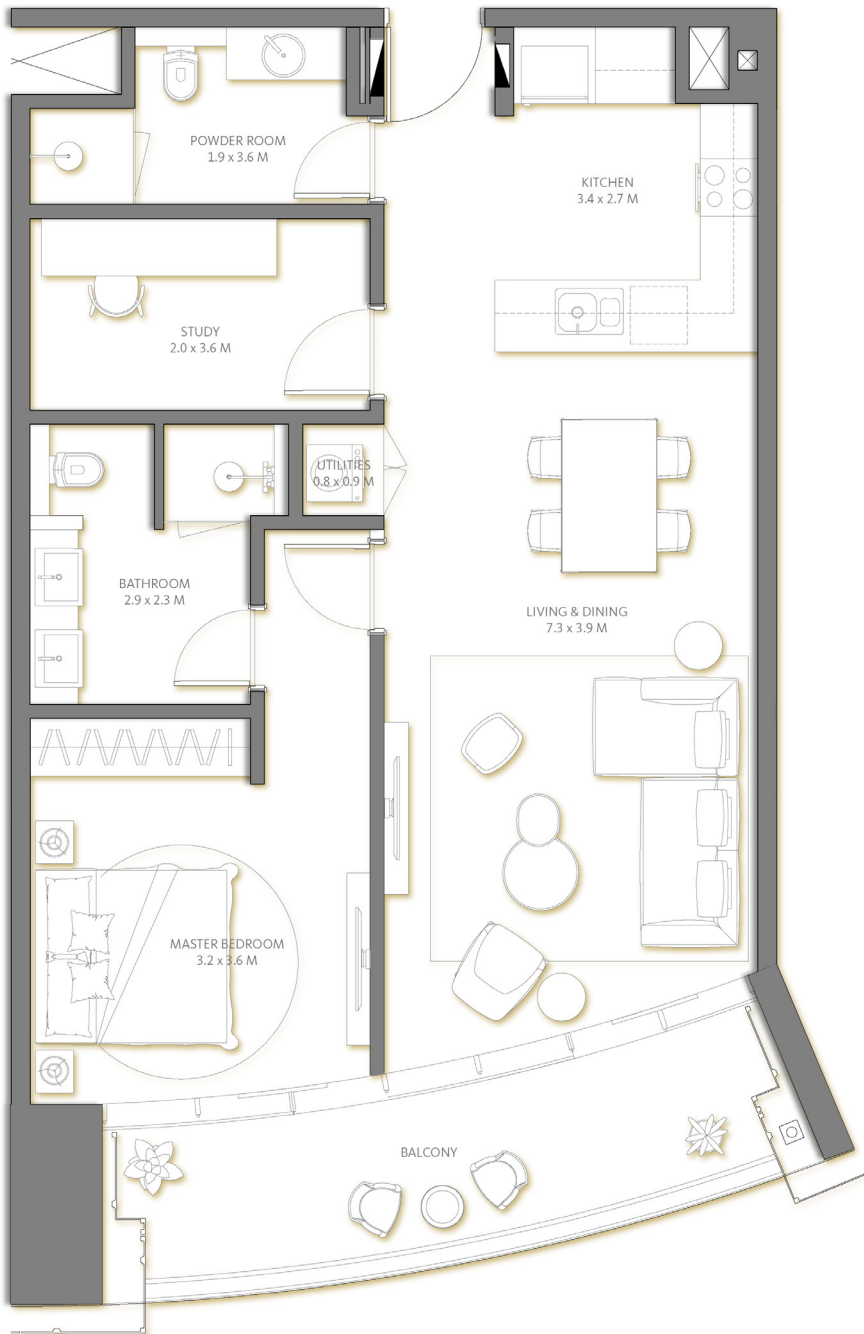 POWDER ROOM
1.9 x 3.6 M
KITCHEN
3.4 x 2.7 M
STUDY
2.0 x 3.6 M
UTILITIES
0.8 x 0.9 M
BATHROOM
2.9 x 2.3 M
LIVING & DINING
7.3 x 3.9 M
MASTER BEDROOM
3.2 x 3.6 M
BALCONY